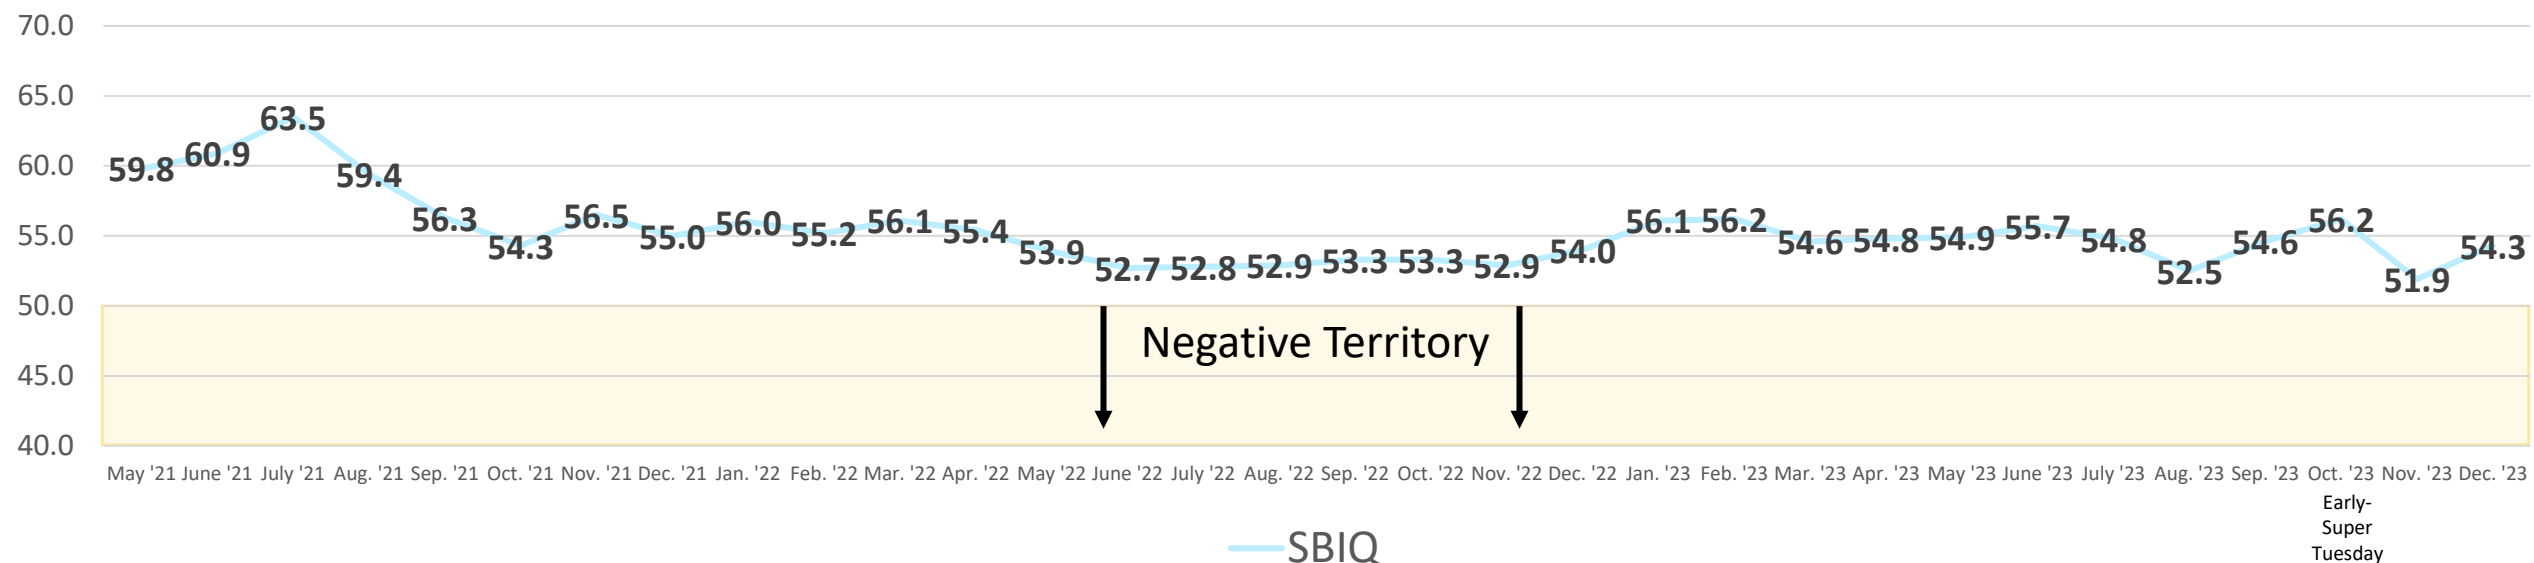 70.0
65.0
60.0
55.0
50.0
45.0
40.0
59.8 60.9 63.5 59.4 56.3 54.3 56.5 55.0 56.0 55.2 56.1 55.4 53.9 52.7 52.8 52.9 53.3 53.3 52.9 54.0 56.1 56.2 54.6 54.8 54.9 55.7 54.8 52.5 54.6 56.2 51.9 54.3
Negative Territory
May '21 June '21 July '21 Aug. '21 Sep. '21 Oct. '21 Nov. '21 Dec. '21 Jan. '22 Feb. '22 Mar. '22 Apr. '22 May '22 June '22 July '22 Aug. '22 Sep. '22 Oct. '22 Nov. '22 Dec. '22 Jan. '23 Feb. '23 Mar. '23 Apr. '23 May '23 June '23 July '23 Aug. '23 Sep. '23 Oct. '23 Nov. '23 Dec. '23
Early-
Super
Tuesday
SBIQ